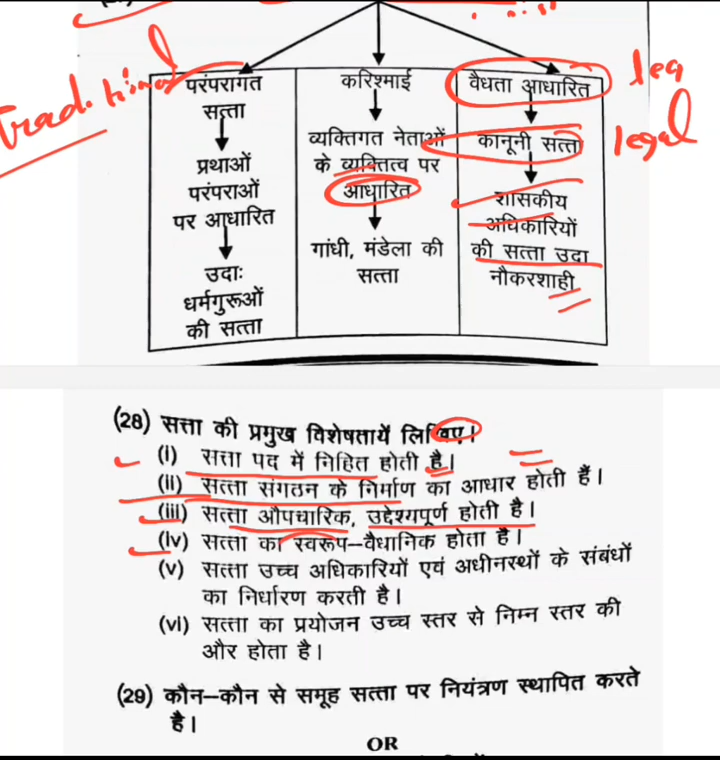 Traditional
leg
legal
परंपरागत
सत्ता
प्रथाओं
परंपराओं
पर आधारित
उदाः
धर्मगुरूओं
की सत्ता
करिश्माई
व्यक्तिगत नेताओं
के व्यक्तित्व पर
आधारित
गांधी, मंडेला की
सत्ता
वैधता आधारित
कानूनी सत्ता
शासकीय
अधिकारियों
की सत्ता उदा
नौकरशाही
(28) सत्ता की प्रमुख विशेषतायें लिखिए।
(i) सत्ता पद में निहित होती है।
(ii) सत्ता संगठन के निर्माण का आधार होती हैं।
(iii) सत्ता औपचारिक, उद्देश्यपूर्ण होती है।
(iv) सत्ता का स्वरूप–वैधानिक होता है।
(v) सत्ता उच्च अधिकारियों एवं अधीनस्थों के संबंधों
का निर्धारण करती है।
(vi) सत्ता का प्रयोजन उच्च स्तर से निम्न स्तर की
और होता है।
(29) कौन–कौन से समूह सत्ता पर नियंत्रण स्थापित करते
है।
OR